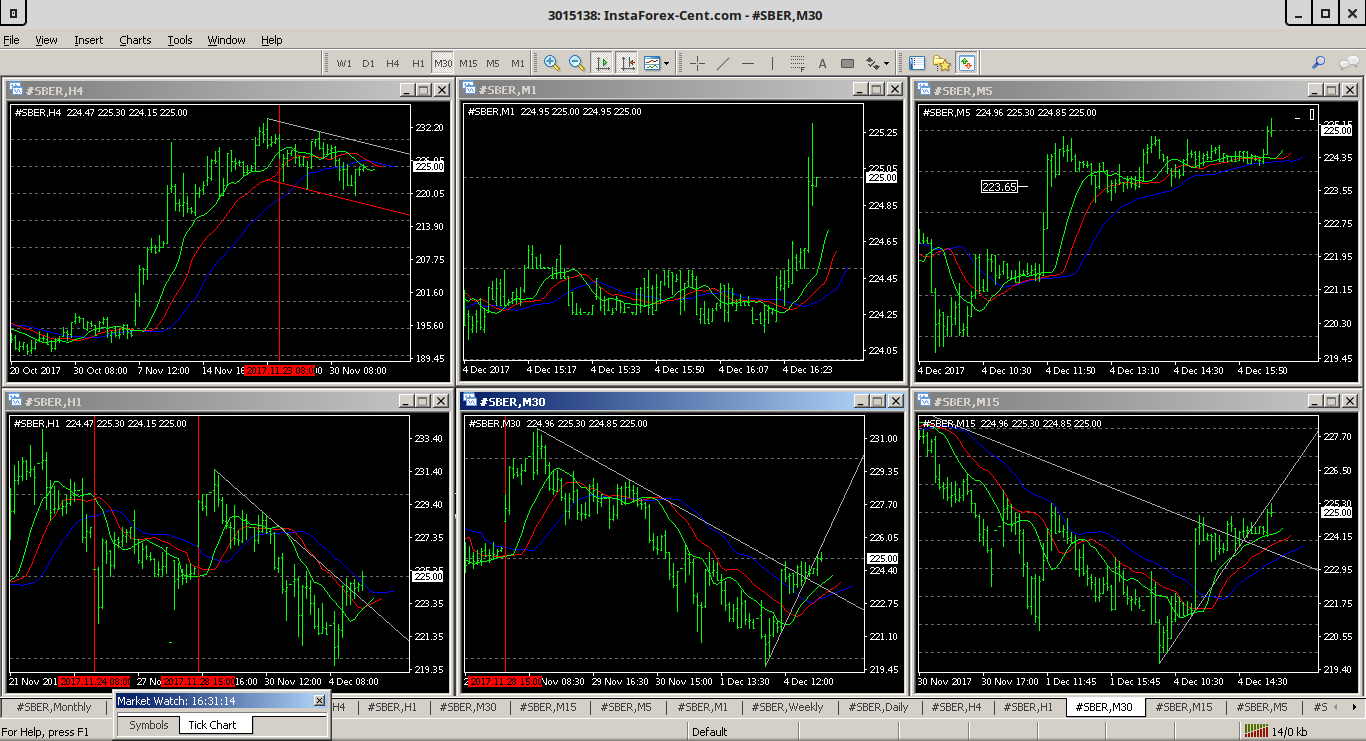 3015138: InstaForex-Cent.com - #SBER,M30
File View Insert Charts Tools Window Help
W1 D1 H4 H1 M30 M15 M5 M1
A
#SBER,H4
#SBER,H4 224.47 225.30 224.15 225.00
232.20
225.00
220.05
213.90
207.75
201.60
195.60
189.45
20 Oct 2017 30 Oct 08:00 7 Nov 12:00 14 Nov 2017.11.23 08:00 30 Nov 08:00
#SBER,M1
#SBER,M1 224.95 225.00 224.95 225.00
225.25
225.05
225.00
224.85
224.65
224.45
224.25
224.05
4 Dec 2017 4 Dec 15:17 4 Dec 15:33 4 Dec 15:50 4 Dec 16:07 4 Dec 16:23
#SBER,M5
#SBER,M5 224.96 225.30 224.85 225.00
225.15
225.00
224.35
223.65
223.55
222.75
221.95
221.15
220.30
219.45
4 Dec 2017 4 Dec 10:30 4 Dec 11:50 4 Dec 13:10 4 Dec 14:30 4 Dec 15:50
#SBER,H1
#SBER,H1 224.47 225.30 224.15 225.00
233.40
231.40
229.40
227.35
225.00
223.35
221.35
219.35
21 Nov 2017.11.24 08:00 27 2017.11.28 15:00 16:00 30 Nov 12:00 4 Dec 08:00
#SBER,M30
#SBER,M30 224.96 225.30 224.85 225.00
231.00
229.35
227.70
226.05
225.00
224.40
222.75
221.10
219.45
2017.11.28 15:00 Nov 08:30 29 Nov 16:30 30 Nov 15:00 1 Dec 13:30 4 Dec 12:00
#SBER,M15
#SBER,M15 224.96 225.30 224.85 225.00
227.70
226.50
225.30
225.00
224.15
222.95
221.75
220.55
219.40
30 Nov 2017 30 Nov 17:00 1 Dec 11:45 1 Dec 15:45 4 Dec 10:30 4 Dec 14:30
Market Watch: 16:31:14
Symbols Tick Chart
#SBER,Monthly H4 #SBER,H1 #SBER,M30 #SBER,M15 #SBER,M5 #SBER,M1 #SBER,Weekly #SBER,Daily #SBER,H4 #SBER,H1 #SBER,M30 #SBER,M15 #SBER,M5 #S
For Help, press F1 Default 14/0 kb